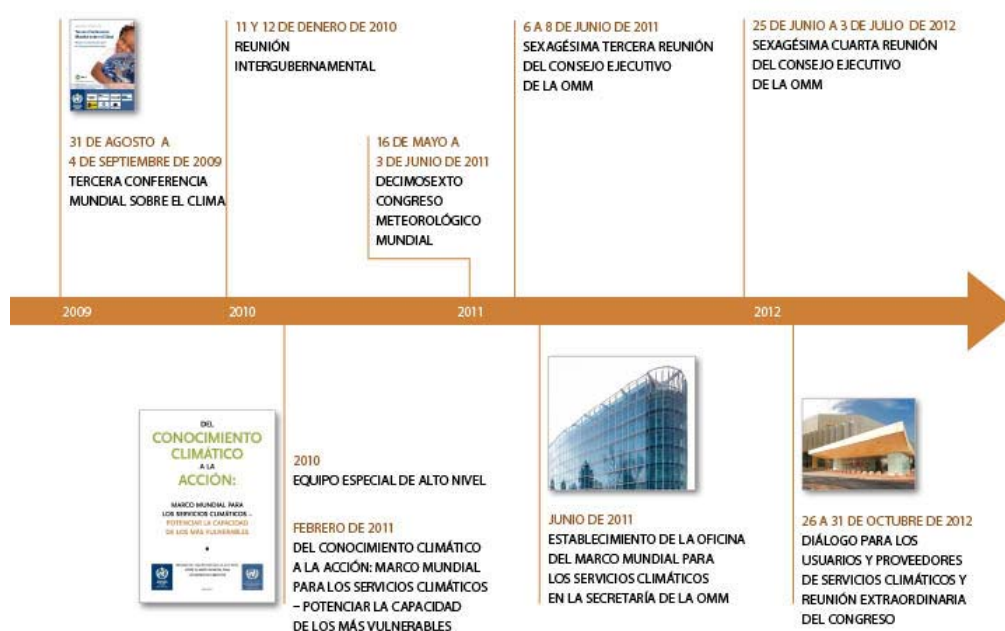 Tercera Conferencia
Mundial sobre el Clima
31 DE AGOSTO A
4 DE SEPTIEMBRE DE 2009
TERCERA CONFERENCIA
MUNDIAL SOBRE EL CLIMA
11 Y 12 DE DENERO DE 2010
REUNIÓN
INTERGUBERNAMENTAL
16 DE MAYO A
3 DE JUNIO DE 2011
DECIMOSEXTO
CONGRESO
METEOROLÓGICO
MUNDIAL
6 A 8 DE JUNIO DE 2011
SEXAGÉSIMA TERCERA REUNIÓN
DEL CONSEJO EJECUTIVO
DE LA OMM
25 DE JUNIO A 3 DE JULIO DE 2012
SEXAGÉSIMA CUARTA REUNIÓN
DEL CONSEJO EJECUTIVO
DE LA OMM
2009
2010
2011
2012
DEL
CONOCIMIENTO
CLIMÁTICO
A LA
ACCIÓN:
MARCO MUNDIAL PARA
LOS SERVICIOS CLIMÁTICOS –
POTENCIAR LA CAPACIDAD
DE LOS MÁS VULNERABLES
2010
EQUIPO ESPECIAL DE ALTO NIVEL
FEBRERO DE 2011
DEL CONOCIMIENTO CLIMÁTICO
A LA ACCIÓN: MARCO MUNDIAL
PARA LOS SERVICIOS CLIMÁTICOS
– POTENCIAR LA CAPACIDAD
DE LOS MÁS VULNERABLES
JUNIO DE 2011
ESTABLECIMIENTO DE LA OFICINA
DEL MARCO MUNDIAL PARA
LOS SERVICIOS CLIMÁTICOS
EN LA SECRETARÍA DE LA OMM
26 A 31 DE OCTUBRE DE 2012
DIÁLOGO PARA LOS
USUARIOS Y PROVEEDORES
DE SERVICIOS CLIMÁTICOS Y
REUNIÓN EXTRAORDINARIA
DEL CONGRESO